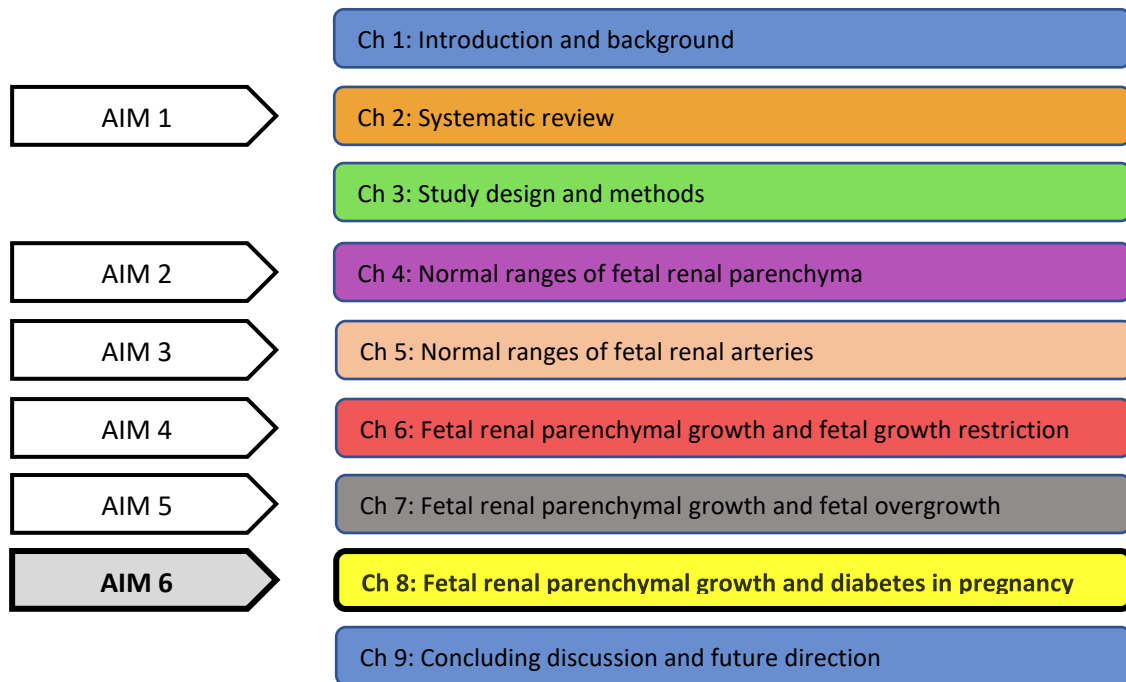 Ch 1: Introduction and background
AIM 1
Ch 2: Systematic review
Ch 3: Study design and methods
AIM 2
Ch 4: Normal ranges of fetal renal parenchyma
AIM 3
Ch 5: Normal ranges of fetal renal arteries
AIM 4
Ch 6: Fetal renal parenchymal growth and fetal growth restriction
AIM 5
Ch 7: Fetal renal parenchymal growth and fetal overgrowth
AIM 6
Ch 8: Fetal renal parenchymal growth and diabetes in pregnancy
Ch 9: Concluding discussion and future direction